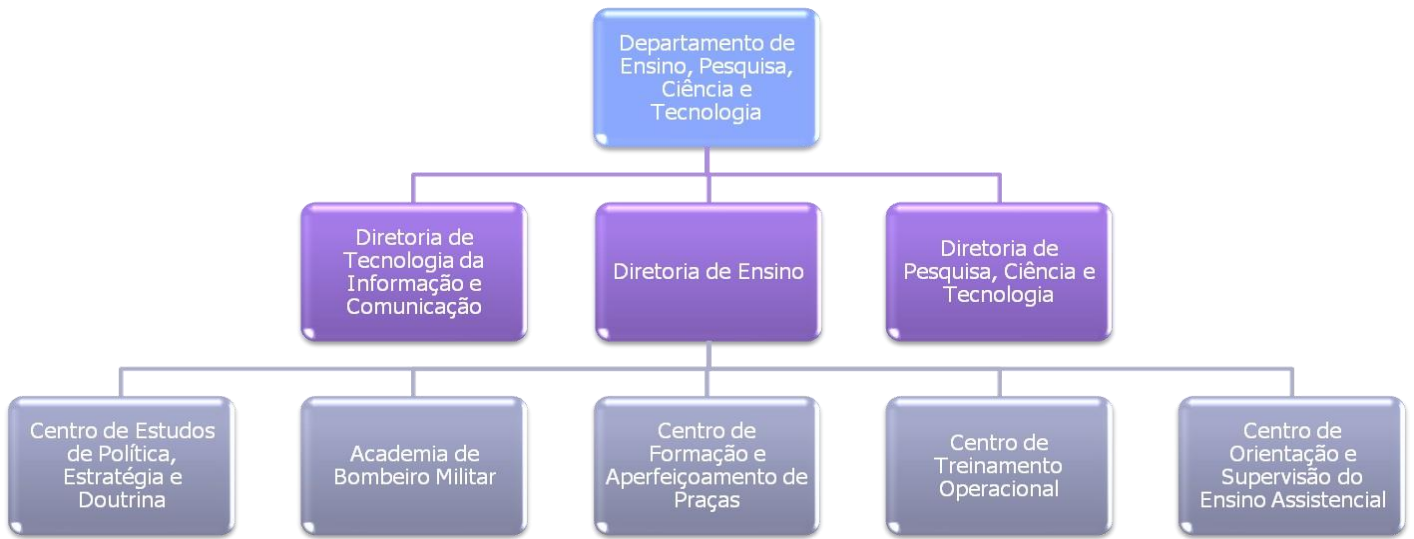 Departamento de
Ensino, Pesquisa,
Ciência e
Tecnologia
Diretoria de
Tecnologia da
Informação e
Comunicação
Diretoria de Ensino
Diretoria de
Pesquisa, Ciência e
Tecnologia
Centro de Estudos
de Política,
Estratégia e
Doutrina
Academia de
Bombeiro Militar
Centro de
Formação e
Aperfeiçoamento de
Praças
Centro de
Treinamento
Operacional
Centro de
Orientação e
Supervisão do
Ensino Assistencial